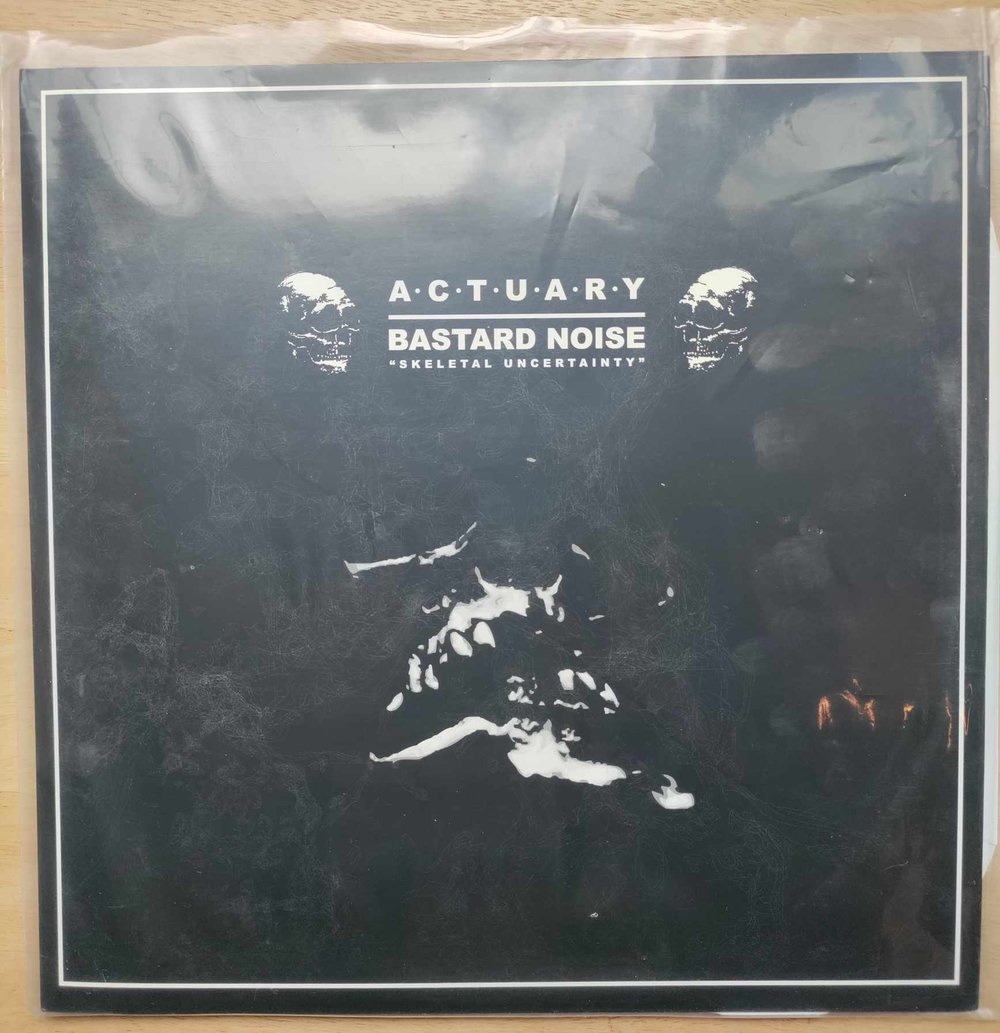 A·C·T·U·A·R·Y
BASTARD NOISE
"SKELETAL UNCERTAINTY"